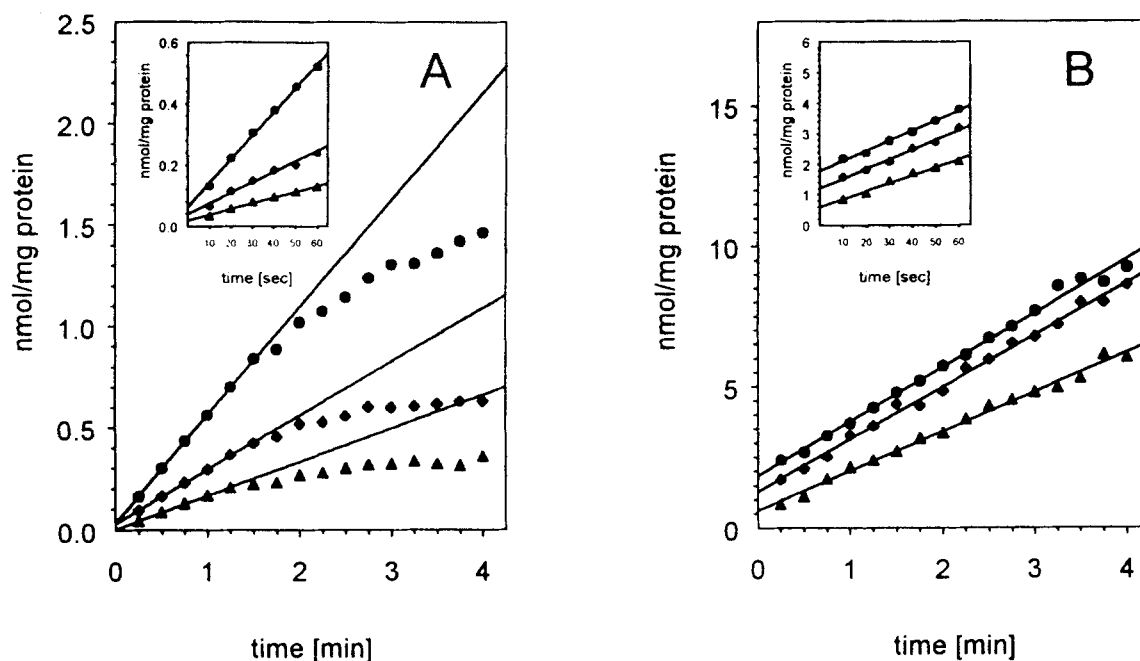 A
nmol/mg protein
2.5
2.0
1.5
1.0
0.5
0.0
0 1 2 3 4
time [min]
nmol/mg protein
0.6
0.4
0.2
0.0
10 20 30 40 50 60
time [sec]
B
nmol/mg protein
15
10
5
0
0 1 2 3 4
time [min]
nmol/mg protein
6
5
4
3
2
1
0
10 20 30 40 50 60
time [sec]